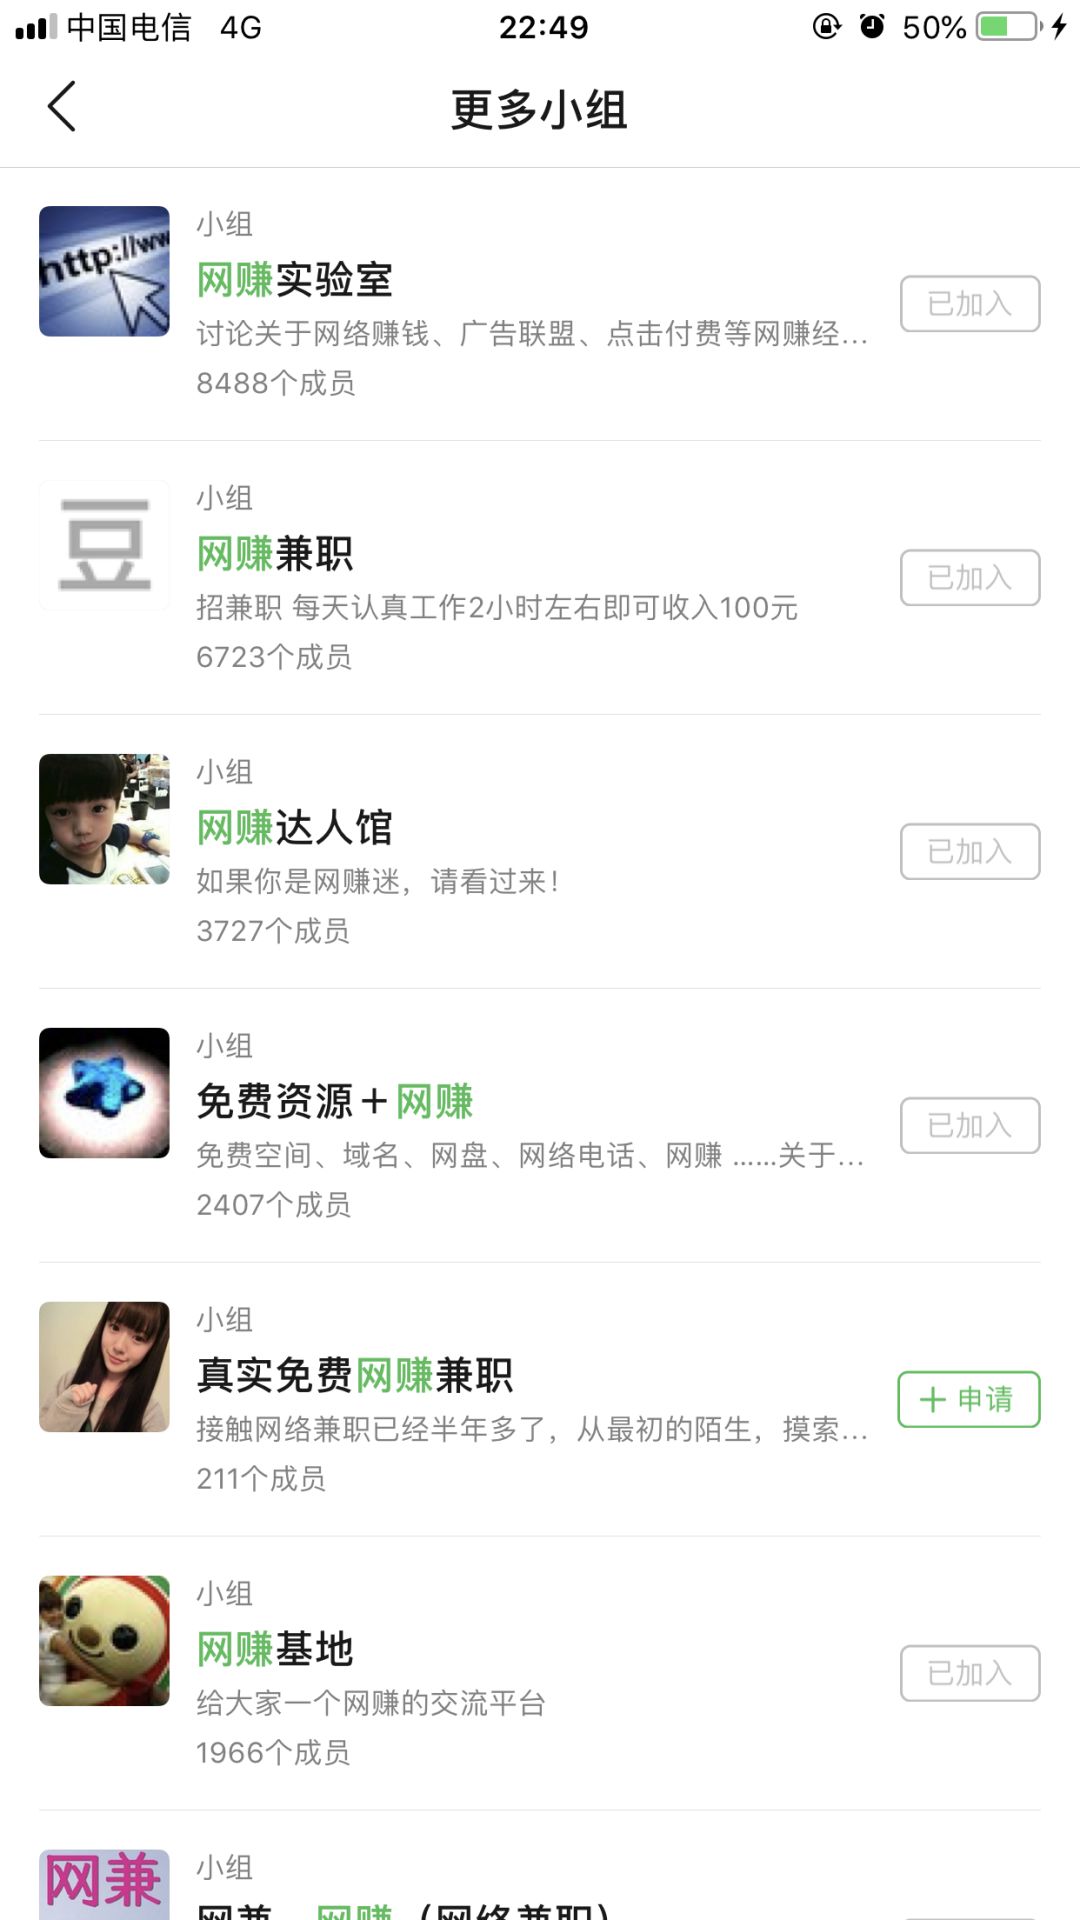 中国电信 4G 22:49 50%
更多小组
http://ww
小组
网赚实验室
讨论关于网络赚钱、广告联盟、点击付费等网赚经...
8488个成员
已加入
豆
小组
网赚兼职
招兼职 每天认真工作2小时左右即可收入100元
6723个成员
已加入
小组
网赚达人馆
如果你是网赚迷，请看过来！
3727个成员
已加入
小组
免费资源＋网赚
免费空间、域名、网盘、网络电话、网赚 ......关于...
2407个成员
已加入
小组
真实免费网赚兼职
接触网络兼职已经半年多了，从最初的陌生，摸索...
211个成员
＋ 申请
小组
网赚基地
给大家一个网赚的交流平台
1966个成员
已加入
网兼
小组
网兼 网赚（网络兼职）